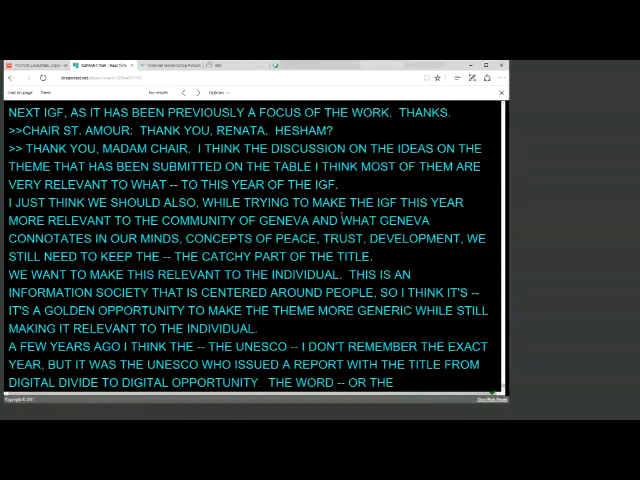 streamtext.net
Find on page
No results
Options
NEXT IGF, AS IT HAS BEEN PREVIOUSLY A FOCUS OF THE WORK.  THANKS.
>>CHAIR ST. AMOUR:  THANK YOU, RENATA.  HESHAM?
>> THANK YOU, MADAM CHAIR.  I THINK THE DISCUSSION ON THE IDEAS ON THE
THEME THAT HAS BEEN SUBMITTED ON THE TABLE I THINK MOST OF THEM ARE
VERY RELEVANT TO WHAT -- TO THIS YEAR OF THE IGF.
I JUST THINK WE SHOULD ALSO, WHILE TRYING TO MAKE THE IGF THIS YEAR
MORE RELEVANT TO THE COMMUNITY OF GENEVA AND WHAT GENEVA
CONNOTATES IN OUR MINDS, CONCEPTS OF PEACE, TRUST, DEVELOPMENT, WE
STILL NEED TO KEEP THE -- THE CATCHY PART OF THE TITLE.
WE WANT TO MAKE THIS RELEVANT TO THE INDIVIDUAL.  THIS IS AN
INFORMATION SOCIETY THAT IS CENTERED AROUND PEOPLE, SO I THINK IT'S --
IT'S A GOLDEN OPPORTUNITY TO MAKE THE THEME MORE GENERIC WHILE STILL
MAKING IT RELEVANT TO THE INDIVIDUAL.
A FEW YEARS AGO I THINK THE -- THE UNESCO -- I DON'T REMEMBER THE EXACT
YEAR, BUT IT WAS THE UNESCO WHO ISSUED A REPORT WITH THE TITLE FROM
DIGITAL DIVIDE TO DIGITAL OPPORTUNITY.  THE WORD -- OR THE